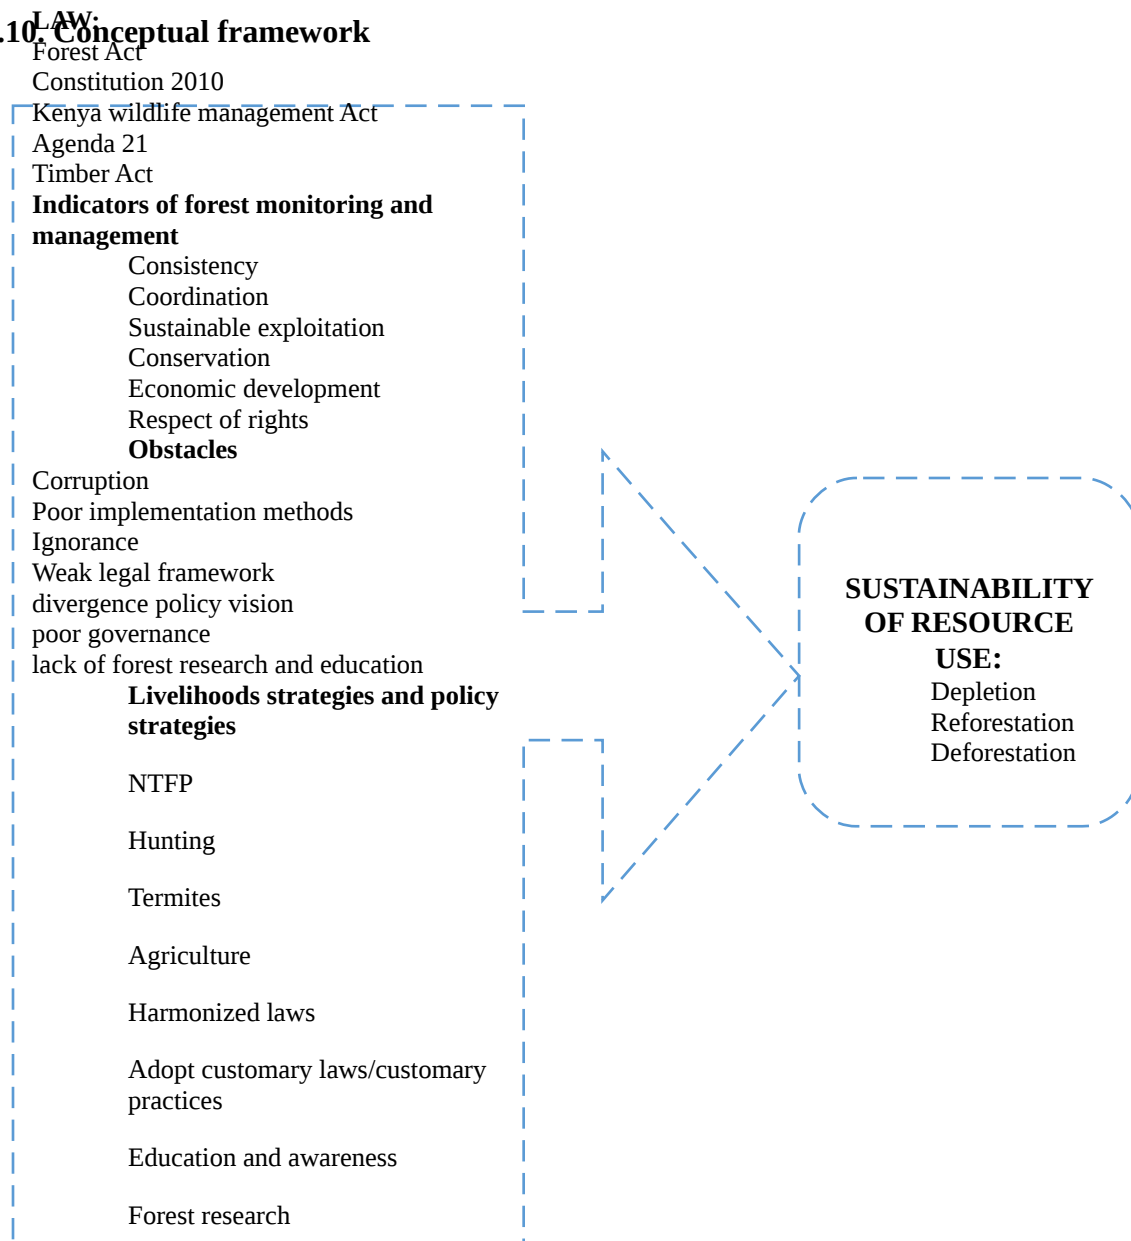 LAW:
.10. Conceptual framework
Forest Act
Constitution 2010
Kenya wildlife management Act
Agenda 21
Timber Act
Indicators of forest monitoring and
management
Consistency
Coordination
Sustainable exploitation
Conservation
Economic development
Respect of rights
Obstacles
Corruption
Poor implementation methods
Ignorance
Weak legal framework
divergence policy vision
poor governance
lack of forest research and education
Livelihoods strategies and policy
strategies
NTFP
Hunting
Termites
Agriculture
Harmonized laws
Adopt customary laws/customary
practices
Education and awareness
Forest research
SUSTAINABILITY
OF RESOURCE
USE:
Depletion
Reforestation
Deforestation